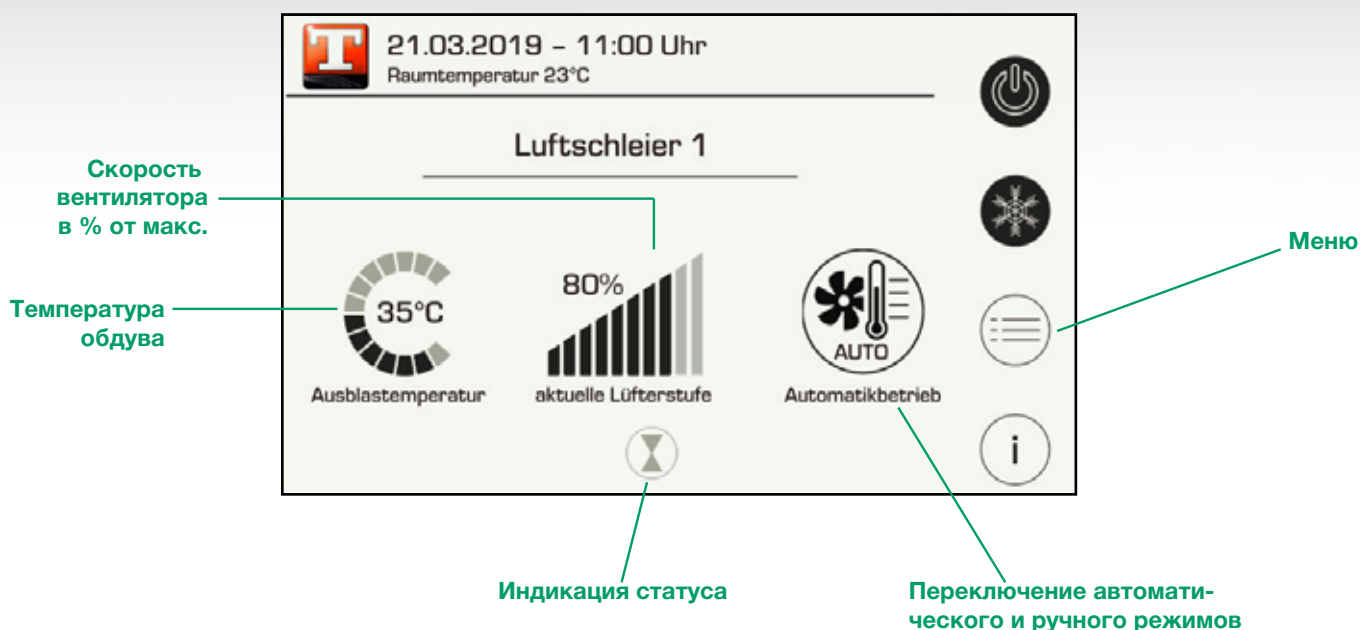 T
21.03.2019 – 11:00 Uhr
Raumtemperatur 23°C
Luftschleier 1
Скорость
вентилятора
в % от макс.
Меню
80%
35°C
Температура
обдува
AUTO
Ausblastemperatur
aktuelle Lüfterstufe
Automatikbetrieb
i
Индикация статуса
Переключение автомати-
ческого и ручного режимов